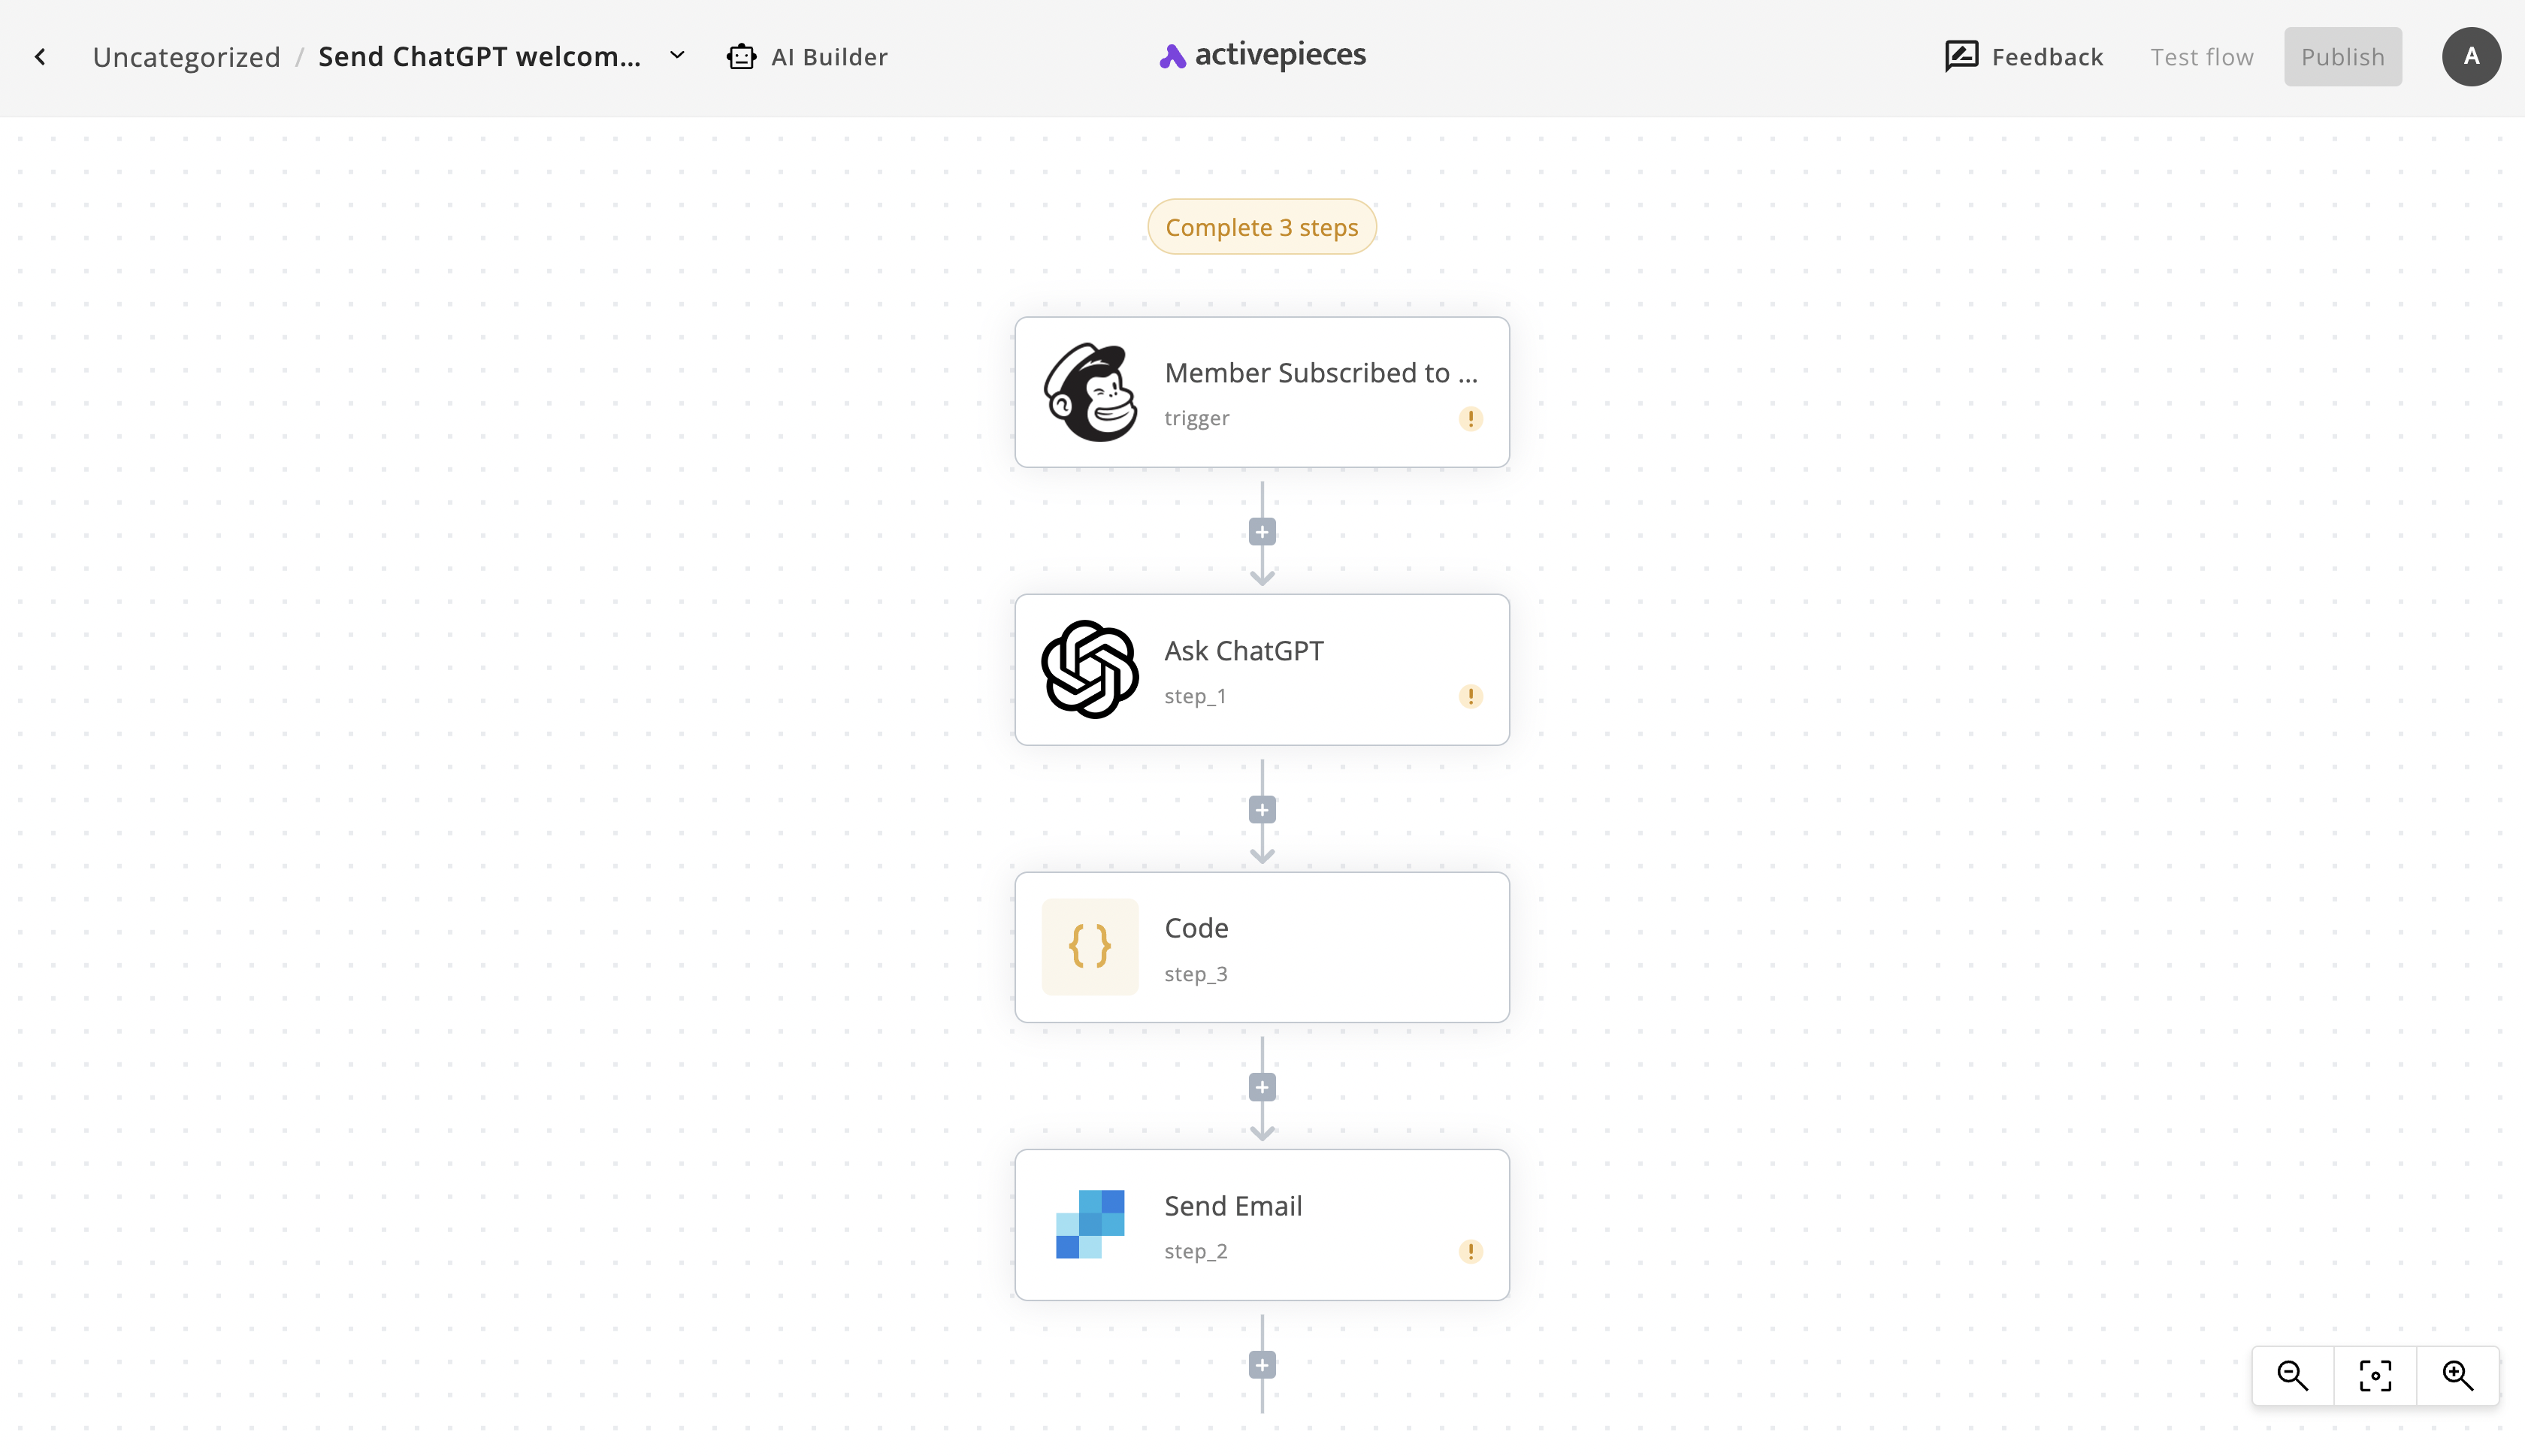 Uncategorized / Send ChatGPT welcom...
AI Builder
activepieces
Feedback
Test flow
Publish
A
Complete 3 steps
Member Subscribed to ...
trigger
!
Ask ChatGPT
step_1
!
{ }
Code
step_3
Send Email
step_2
!